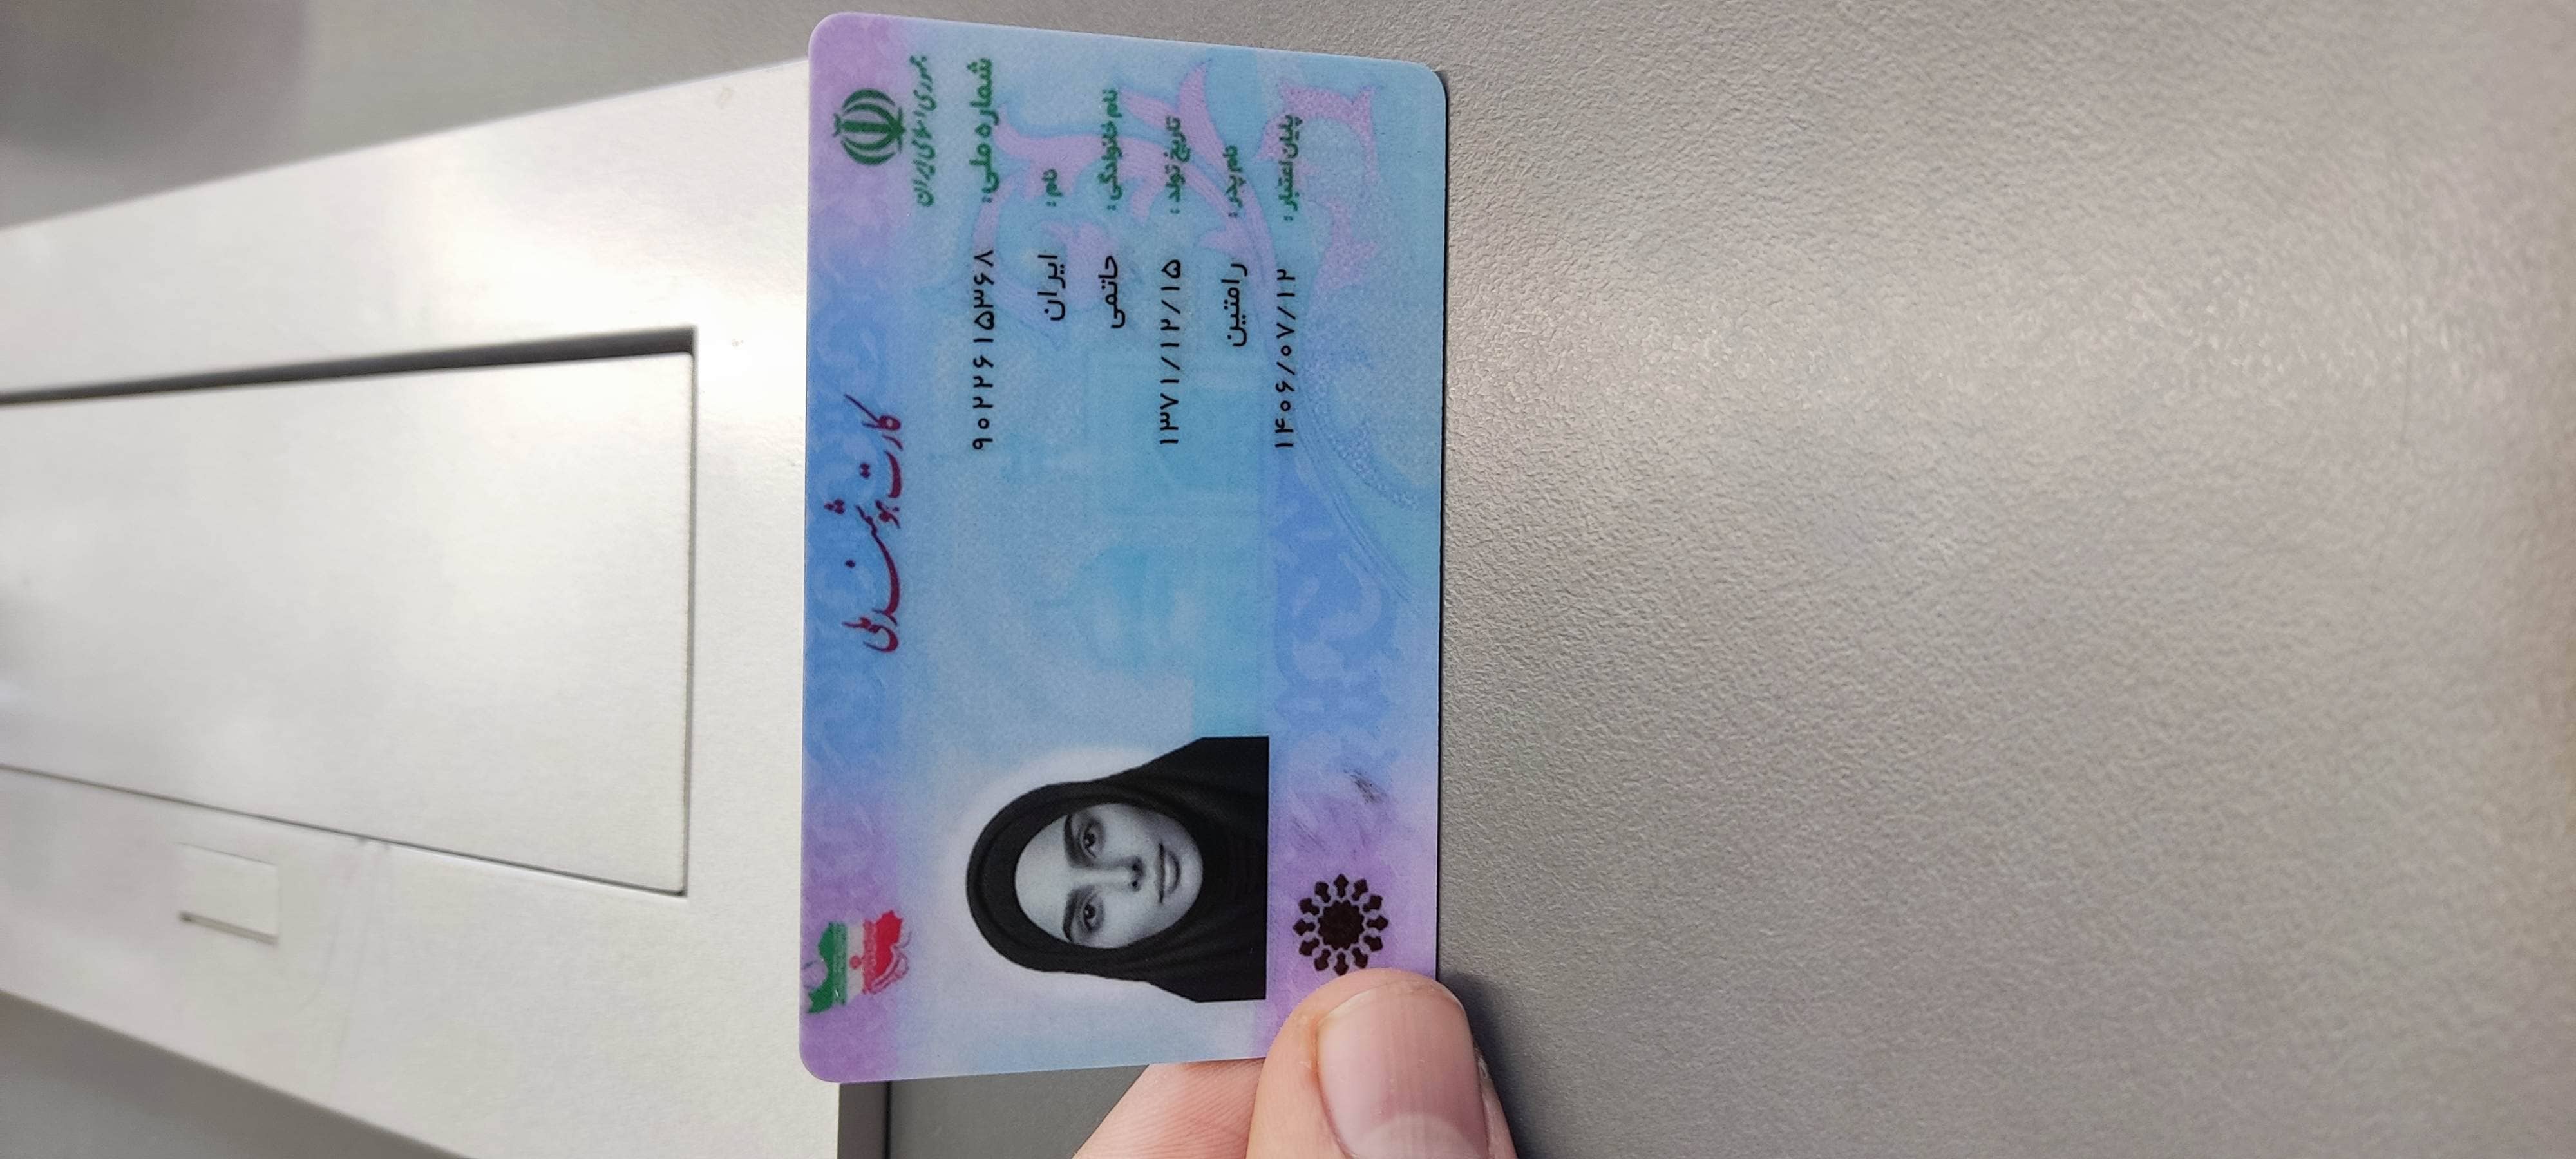 جمهوری اسلامی ایران
کارت هوشمند ملی
شماره ملی: ۹۰۲۲۶۱۵۳۶۸
نام: ایران
نام خانوادگی: حاتمی
تاریخ تولد: ۱۳۷۱/۱۲/۱۵
نام پدر: رامتین
پایان اعتبار: ۱۴۰۶/۰۷/۱۲